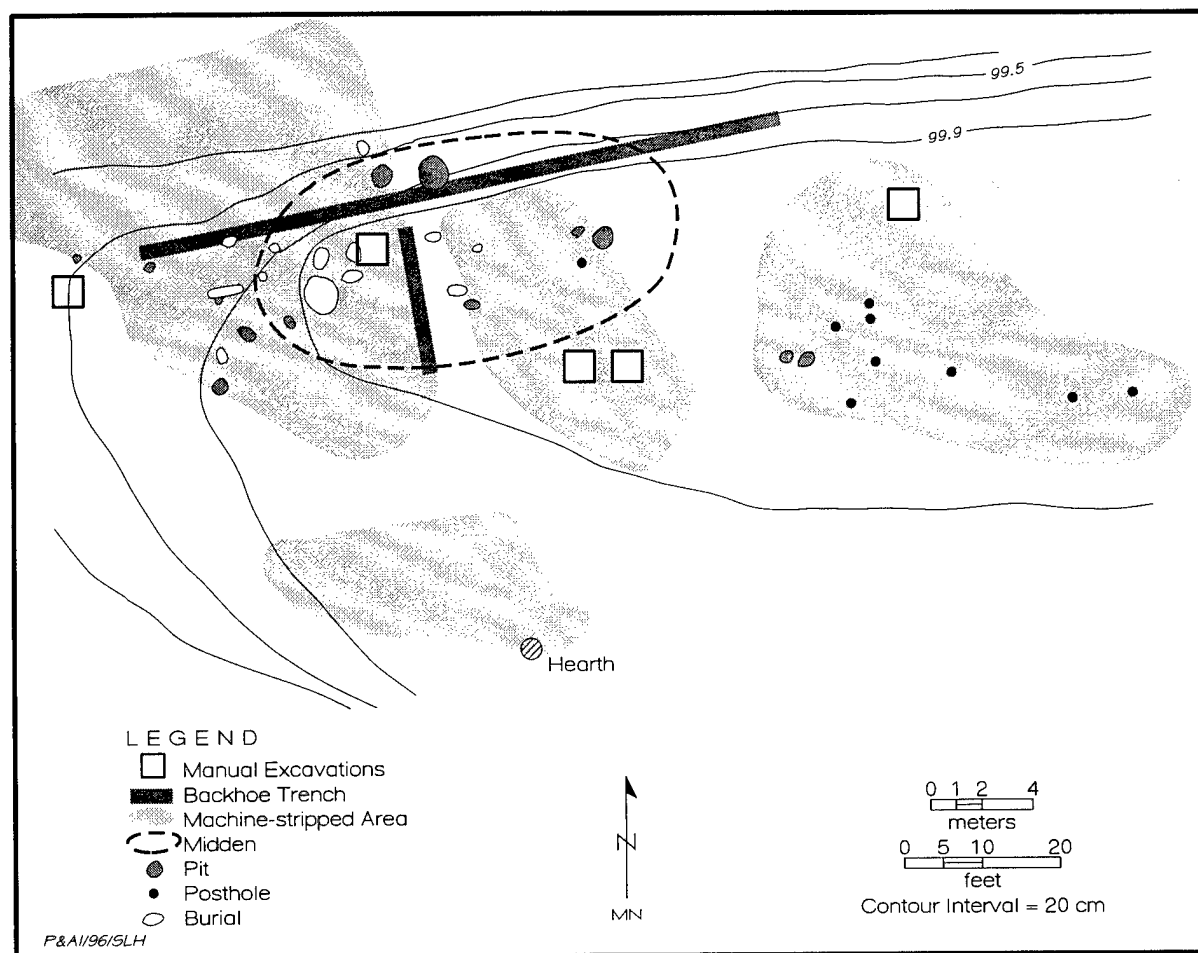 99.5
99.9
Hearth
LEGEND
Manual Excavations
Backhoe Trench
Machine-stripped Area
Midden
Pit
Posthole
Burial
N
MN
0 1 2 4
meters
0 5 10 20
feet
Contour Interval = 20 cm
P&AI/96/SLH